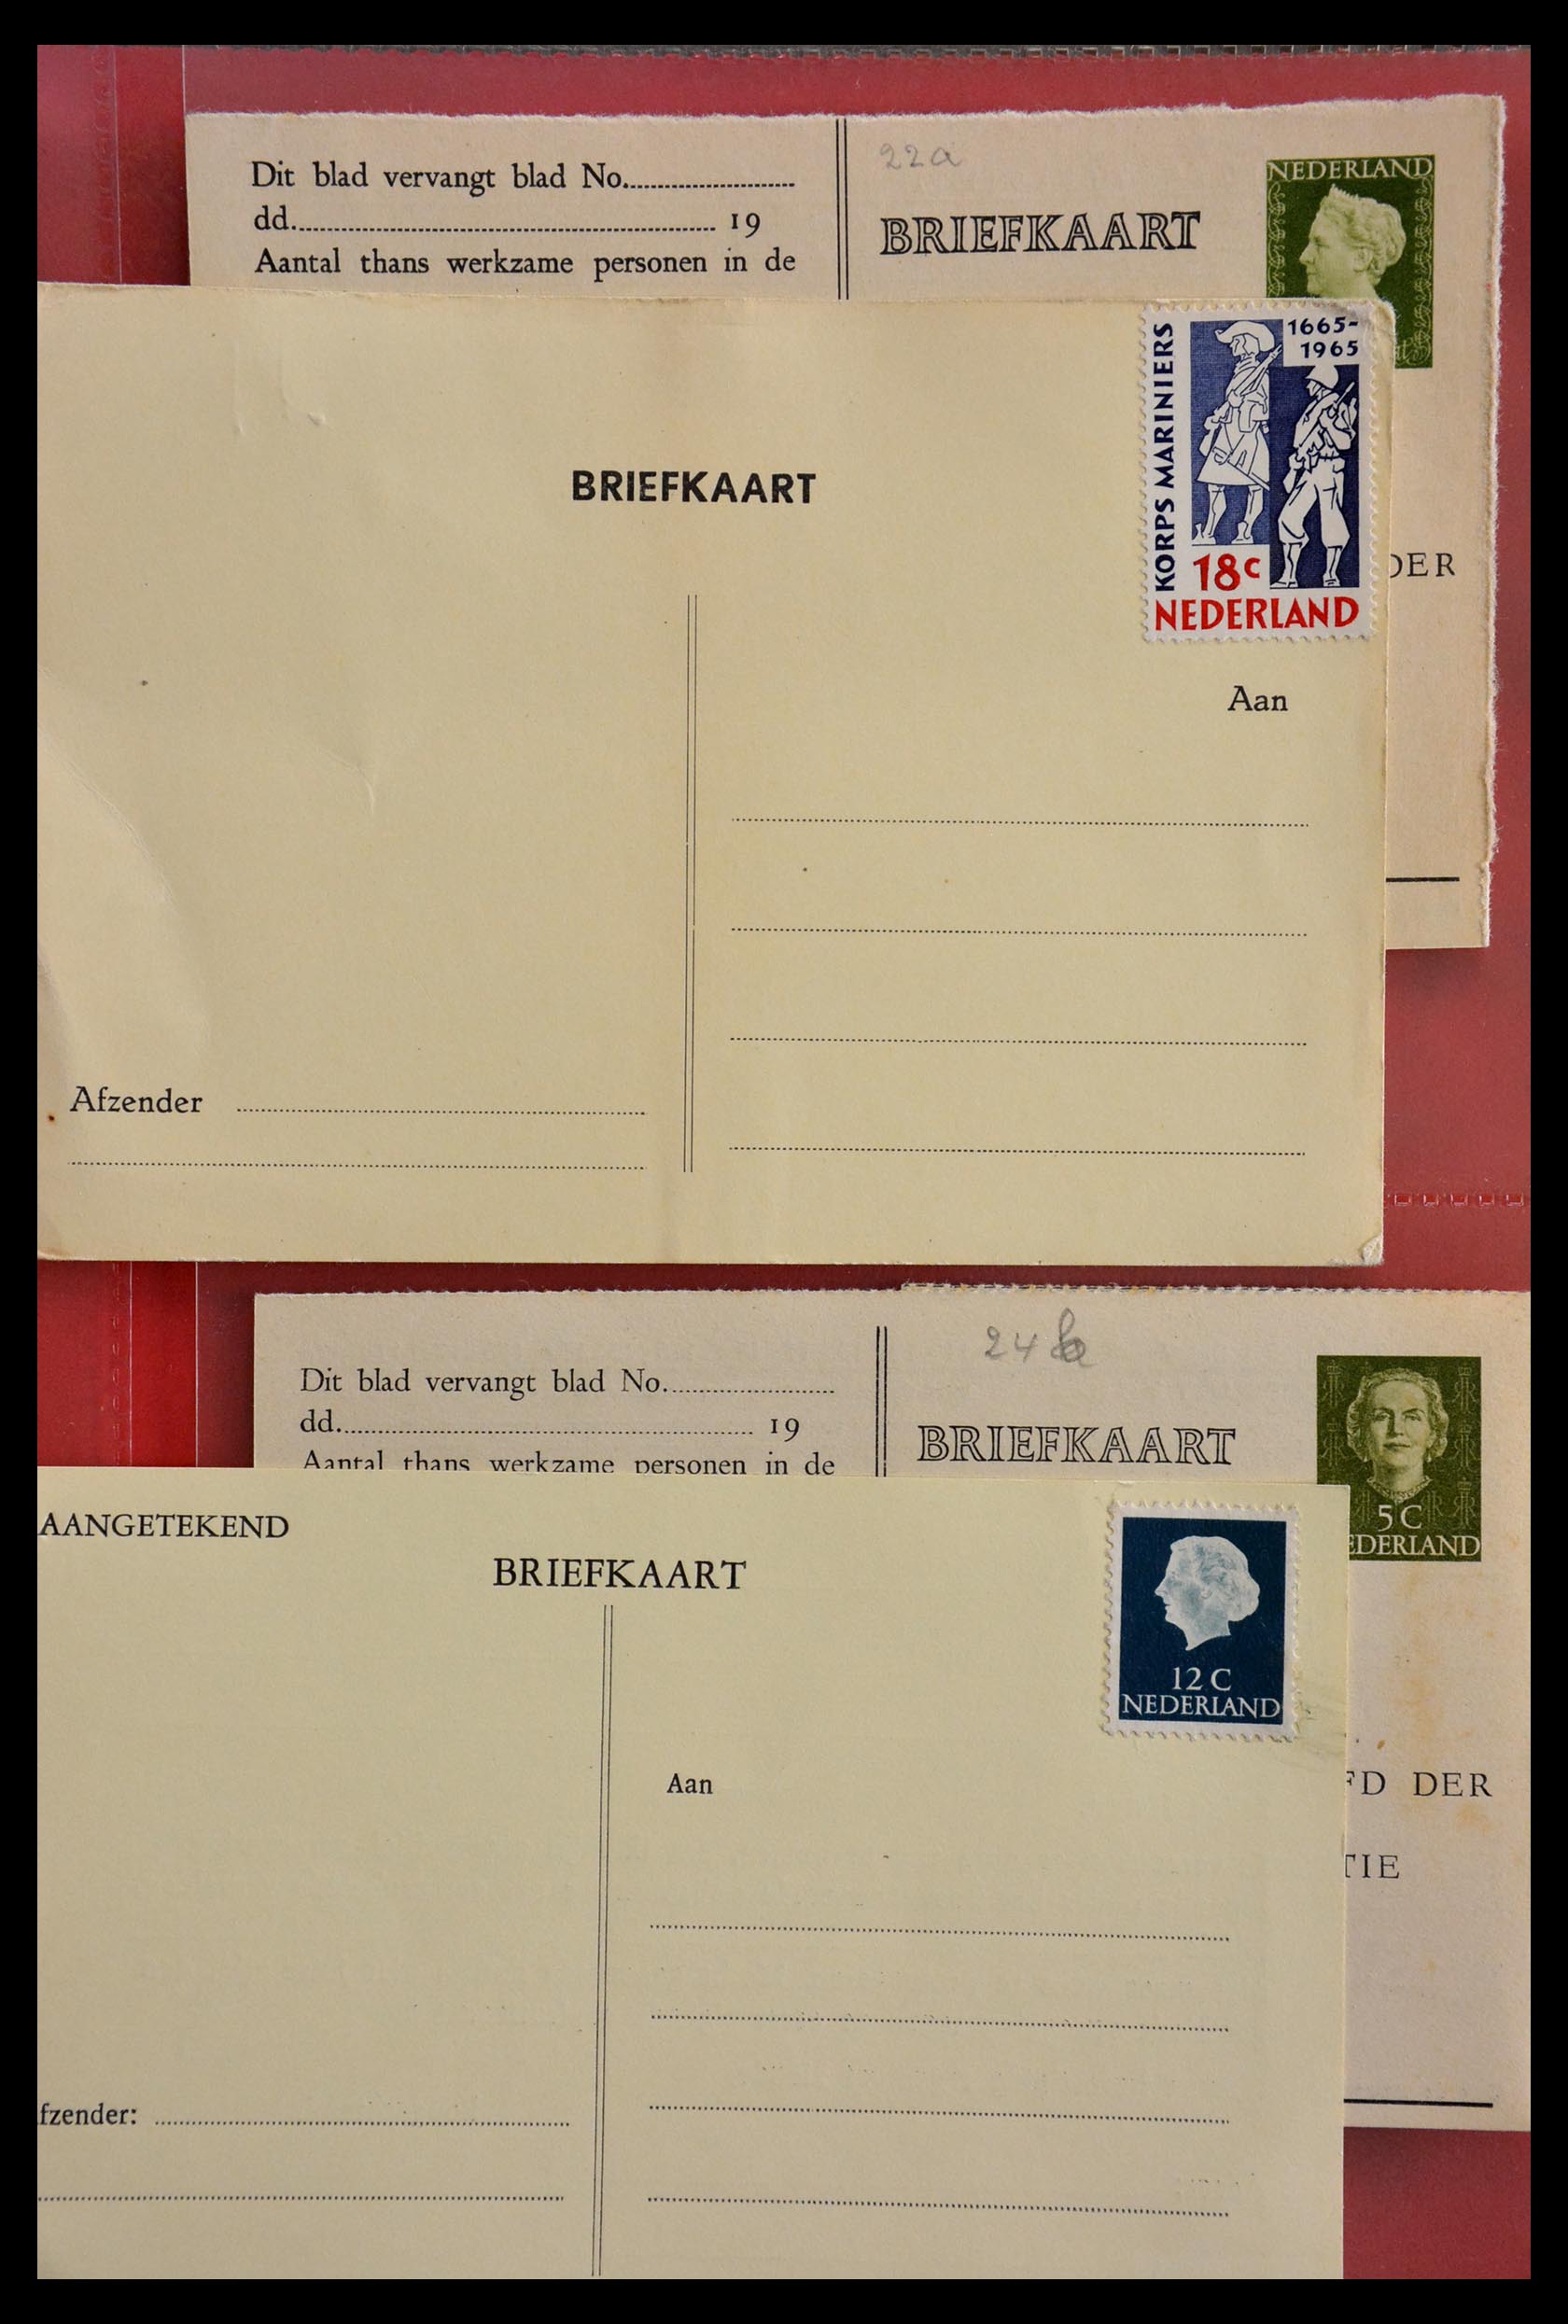 Dit blad vervangt blad No.
dd. 19
Aantal thans werkzame personen in de
22a
BRIEFKAART
NEDERLAND
DER
BRIEFKAART
KORPS MARINIERS
1665-
1965
18c
NEDERLAND
Aan
Afzender
Dit blad vervangt blad No.
dd. 19
Aantal thans werkzame personen in de
24
BRIEFKAART
5 C
EDERLAND
FD DER
TIE
AANGETEKEND
BRIEFKAART
12 C
NEDERLAND
Aan
fzender: